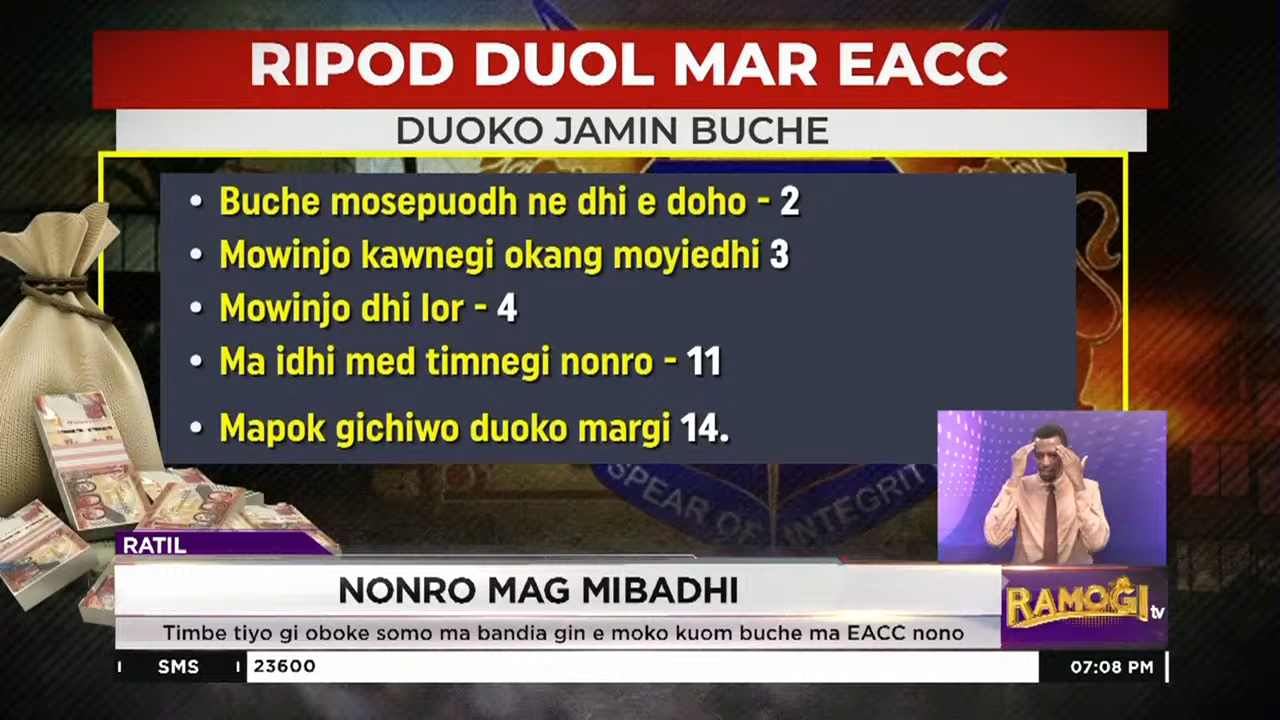 RIPOD DUOL MAR EACC
DUOKO JAMIN BUCHE
• Buche mosepuodh ne dhi e doho - 2
• Mowinjo kawnegi okang moyiedhi 3
• Mowinjo dhi lor - 4
• Ma idhi med timnegi nonro - 11
• Mapok gichiwo duoko margi 14.
SPEAR OF INTEGRIT
RATIL
NONRO MAG MIBADHI
RAMOGI tv
Timbe tiyo gi oboke somo ma bandia gin e moko kuom buche ma EACC nono
SMS 23600 07:08 PM